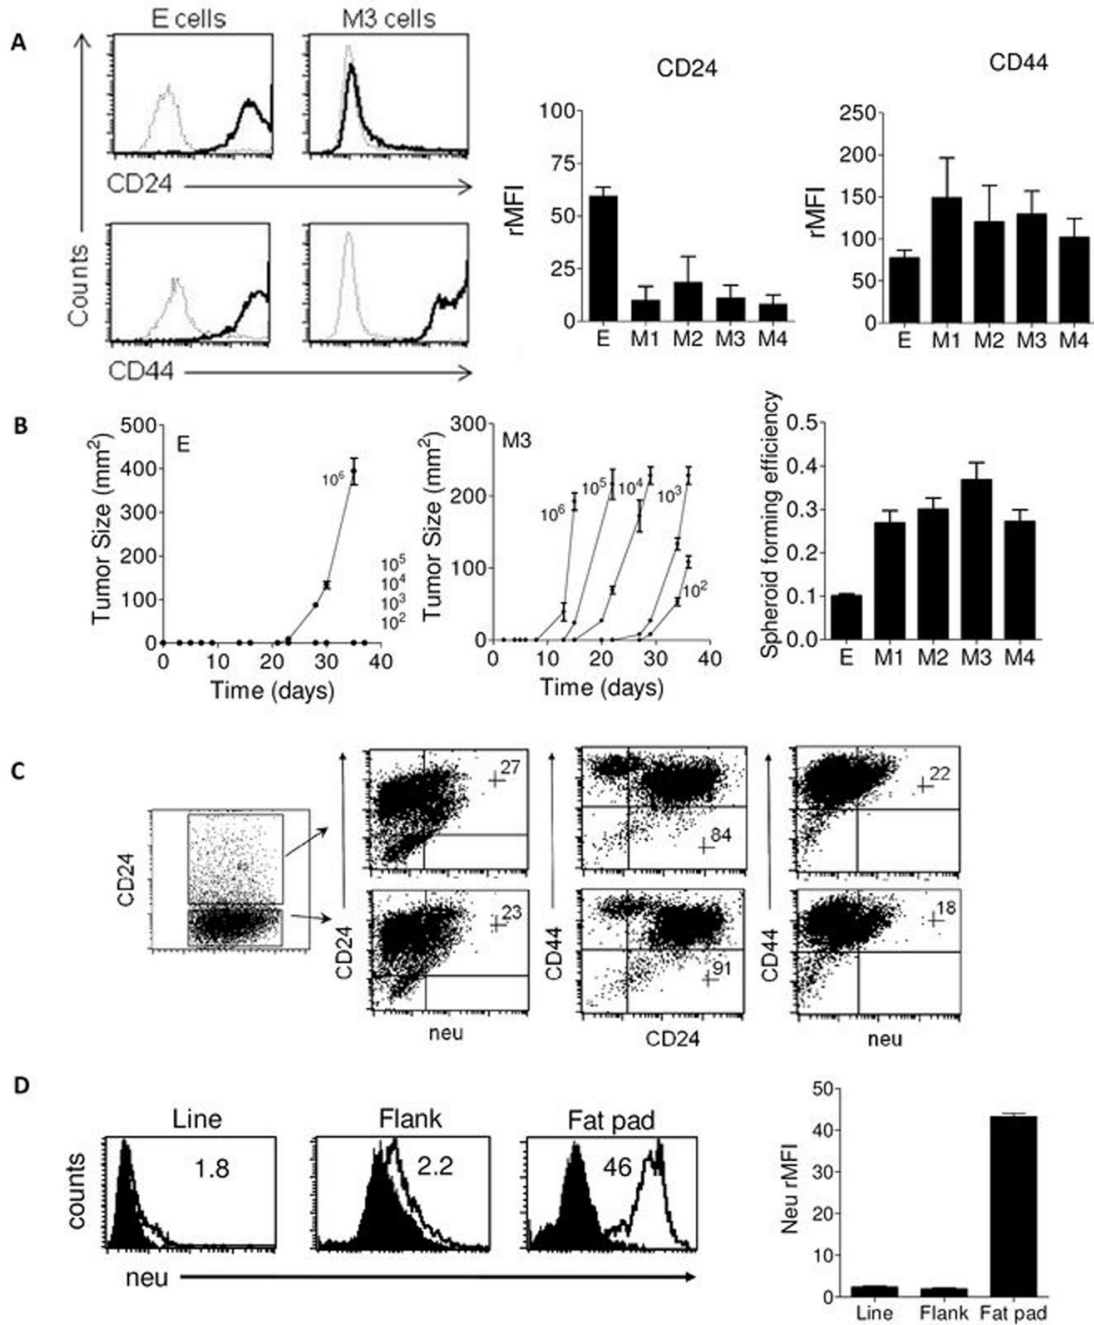 A
E cells
M3 cells
Counts
CD24
CD44
CD24
rMFI
100
75
50
25
0
E M1 M2 M3 M4
CD44
rMFI
250
200
150
100
50
0
E M1 M2 M3 M4
B
E
Tumor Size (mm²)
500
400
300
200
100
0
10⁶
10⁵
10⁴
10³
10²
0 10 20 30 40
Time (days)
M3
Tumor Size (mm²)
300
200
100
0
10⁶ 10⁵ 10⁴ 10³
10²
0 10 20 30 40
Time (days)
Spheroid forming efficiency
0.5
0.4
0.3
0.2
0.1
0.0
E M1 M2 M3 M4
C
CD24
CD24
27
23
neu
CD44
84
91
CD24
CD44
22
18
neu
D
Line
Flank
Fat pad
counts
1.8
2.2
46
neu
Neu rMFI
50
40
30
20
10
0
Line Flank Fat pad